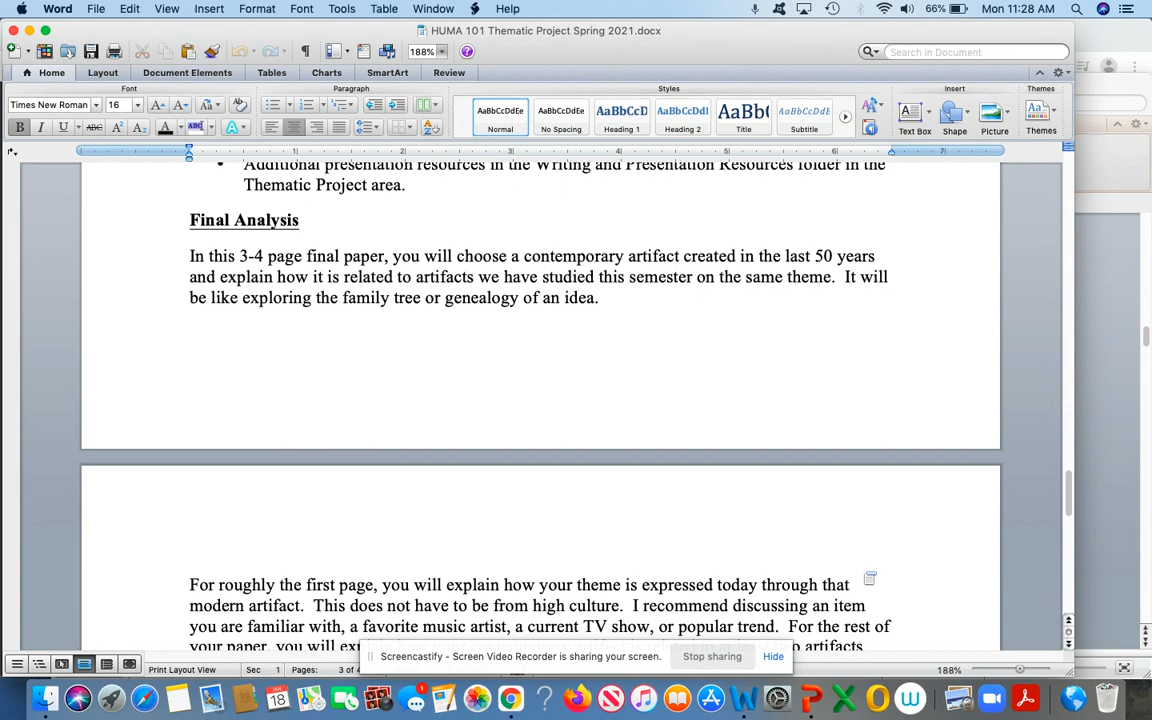 Word File Edit View Insert Format Font Tools Table Window Help 66% Mon 11:28 AM
HUMA 101 Thematic Project Spring 2021.docx
188% Search in Document
Home Layout Document Elements Tables Charts SmartArt Review
Font Paragraph Styles Insert Themes
Times New Roman 16
AaBbCcDdEe AaBbCcDdEe AaBbCcD AaBbCcDdI AaBbC AaBbCcDdEe
Normal No Spacing Heading 1 Heading 2 Title Subtitle Text Box Shape Picture Themes
Additional presentation resources in the Writing and Presentation Resources folder in the
Thematic Project area.
Final Analysis
In this 3-4 page final paper, you will choose a contemporary artifact created in the last 50 years
and explain how it is related to artifacts we have studied this semester on the same theme. It will
be like exploring the family tree or genealogy of an idea.
For roughly the first page, you will explain how your theme is expressed today through that
modern artifact. This does not have to be from high culture. I recommend discussing an item
you are familiar with, a favorite music artist, a current TV show, or popular trend. For the rest of
your paper, you will
artifacts
Screencastify - Screen Video Recorder is sharing your screen. Stop sharing Hide
Print Layout View Sec 1 Pages: 3 of 188%